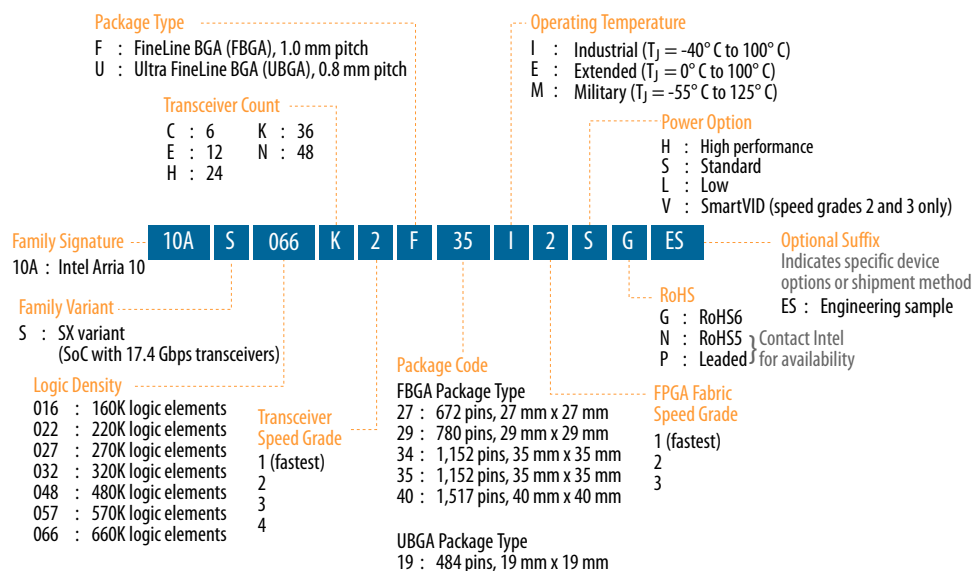 Package Type
F : FineLine BGA (FBGA), 1.0 mm pitch
U : Ultra FineLine BGA (UBGA), 0.8 mm pitch
Operating Temperature
I : Industrial (TJ = -40° C to 100° C)
E : Extended (TJ = 0° C to 100° C)
M : Military (TJ = -55° C to 125° C)
Transceiver Count
C : 6 K : 36
E : 12 N : 48
H : 24
Power Option
H : High performance
S : Standard
L : Low
V : SmartVID (speed grades 2 and 3 only)
Family Signature
10A : Intel Arria 10
10A S 066 K 2 F 35 I 2 S G ES
Optional Suffix
Indicates specific device
options or shipment method
ES : Engineering sample
Family Variant
S : SX variant
(SoC with 17.4 Gbps transceivers)
RoHS
G : RoHS6
N : RoHS5
P : Leaded
} Contact Intel
for availability
Logic Density
016 : 160K logic elements
022 : 220K logic elements
027 : 270K logic elements
032 : 320K logic elements
048 : 480K logic elements
057 : 570K logic elements
066 : 660K logic elements
Transceiver
Speed Grade
1 (fastest)
2
3
4
Package Code
FBGA Package Type
27 : 672 pins, 27 mm x 27 mm
29 : 780 pins, 29 mm x 29 mm
34 : 1,152 pins, 35 mm x 35 mm
35 : 1,152 pins, 35 mm x 35 mm
40 : 1,517 pins, 40 mm x 40 mm
UBGA Package Type
19 : 484 pins, 19 mm x 19 mm
FPGA Fabric
Speed Grade
1 (fastest)
2
3